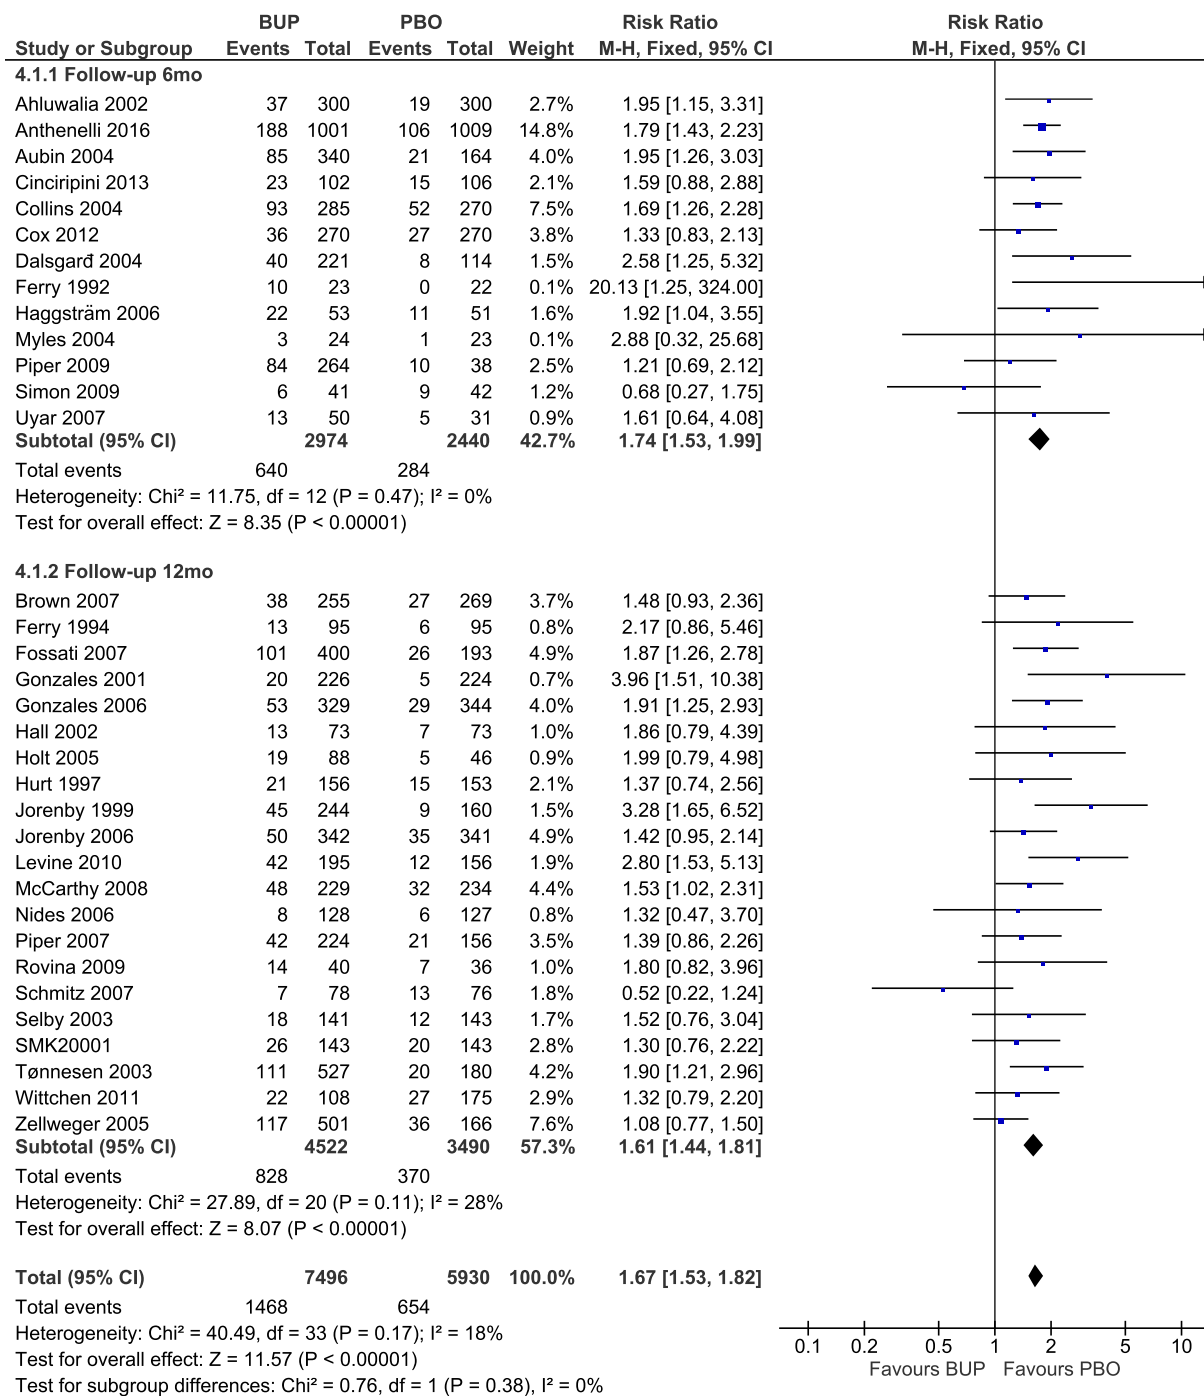 BUP PBO Risk Ratio Risk Ratio
Study or Subgroup Events Total Events Total Weight M-H, Fixed, 95% CI M-H, Fixed, 95% CI
4.1.1 Follow-up 6mo
Ahluwalia 2002 37 300 19 300 2.7% 1.95 [1.15, 3.31]
Anthenelli 2016 188 1001 106 1009 14.8% 1.79 [1.43, 2.23]
Aubin 2004 85 340 21 164 4.0% 1.95 [1.26, 3.03]
Cinciripini 2013 23 102 15 106 2.1% 1.59 [0.88, 2.88]
Collins 2004 93 285 52 270 7.5% 1.69 [1.26, 2.28]
Cox 2012 36 270 27 270 3.8% 1.33 [0.83, 2.13]
Dalsgarđ 2004 40 221 8 114 1.5% 2.58 [1.25, 5.32]
Ferry 1992 10 23 0 22 0.1% 20.13 [1.25, 324.00]
Haggsträm 2006 22 53 11 51 1.6% 1.92 [1.04, 3.55]
Myles 2004 3 24 1 23 0.1% 2.88 [0.32, 25.68]
Piper 2009 84 264 10 38 2.5% 1.21 [0.69, 2.12]
Simon 2009 6 41 9 42 1.2% 0.68 [0.27, 1.75]
Uyar 2007 13 50 5 31 0.9% 1.61 [0.64, 4.08]
Subtotal (95% CI) 2974 2440 42.7% 1.74 [1.53, 1.99]
Total events 640 284
Heterogeneity: Chi² = 11.75, df = 12 (P = 0.47); I² = 0%
Test for overall effect: Z = 8.35 (P < 0.00001)
4.1.2 Follow-up 12mo
Brown 2007 38 255 27 269 3.7% 1.48 [0.93, 2.36]
Ferry 1994 13 95 6 95 0.8% 2.17 [0.86, 5.46]
Fossati 2007 101 400 26 193 4.9% 1.87 [1.26, 2.78]
Gonzales 2001 20 226 5 224 0.7% 3.96 [1.51, 10.38]
Gonzales 2006 53 329 29 344 4.0% 1.91 [1.25, 2.93]
Hall 2002 13 73 7 73 1.0% 1.86 [0.79, 4.39]
Holt 2005 19 88 5 46 0.9% 1.99 [0.79, 4.98]
Hurt 1997 21 156 15 153 2.1% 1.37 [0.74, 2.56]
Jorenby 1999 45 244 9 160 1.5% 3.28 [1.65, 6.52]
Jorenby 2006 50 342 35 341 4.9% 1.42 [0.95, 2.14]
Levine 2010 42 195 12 156 1.9% 2.80 [1.53, 5.13]
McCarthy 2008 48 229 32 234 4.4% 1.53 [1.02, 2.31]
Nides 2006 8 128 6 127 0.8% 1.32 [0.47, 3.70]
Piper 2007 42 224 21 156 3.5% 1.39 [0.86, 2.26]
Rovina 2009 14 40 7 36 1.0% 1.80 [0.82, 3.96]
Schmitz 2007 7 78 13 76 1.8% 0.52 [0.22, 1.24]
Selby 2003 18 141 12 143 1.7% 1.52 [0.76, 3.04]
SMK20001 26 143 20 143 2.8% 1.30 [0.76, 2.22]
Tønnesen 2003 111 527 20 180 4.2% 1.90 [1.21, 2.96]
Wittchen 2011 22 108 27 175 2.9% 1.32 [0.79, 2.20]
Zellweger 2005 117 501 36 166 7.6% 1.08 [0.77, 1.50]
Subtotal (95% CI) 4522 3490 57.3% 1.61 [1.44, 1.81]
Total events 828 370
Heterogeneity: Chi² = 27.89, df = 20 (P = 0.11); I² = 28%
Test for overall effect: Z = 8.07 (P < 0.00001)
Total (95% CI) 7496 5930 100.0% 1.67 [1.53, 1.82]
Total events 1468 654
Heterogeneity: Chi² = 40.49, df = 33 (P = 0.17); I² = 18%
Test for overall effect: Z = 11.57 (P < 0.00001)
Test for subgroup differences: Chi² = 0.76, df = 1 (P = 0.38), I² = 0%
0.1 0.2 0.5 1 2 5 10
Favours BUP Favours PBO